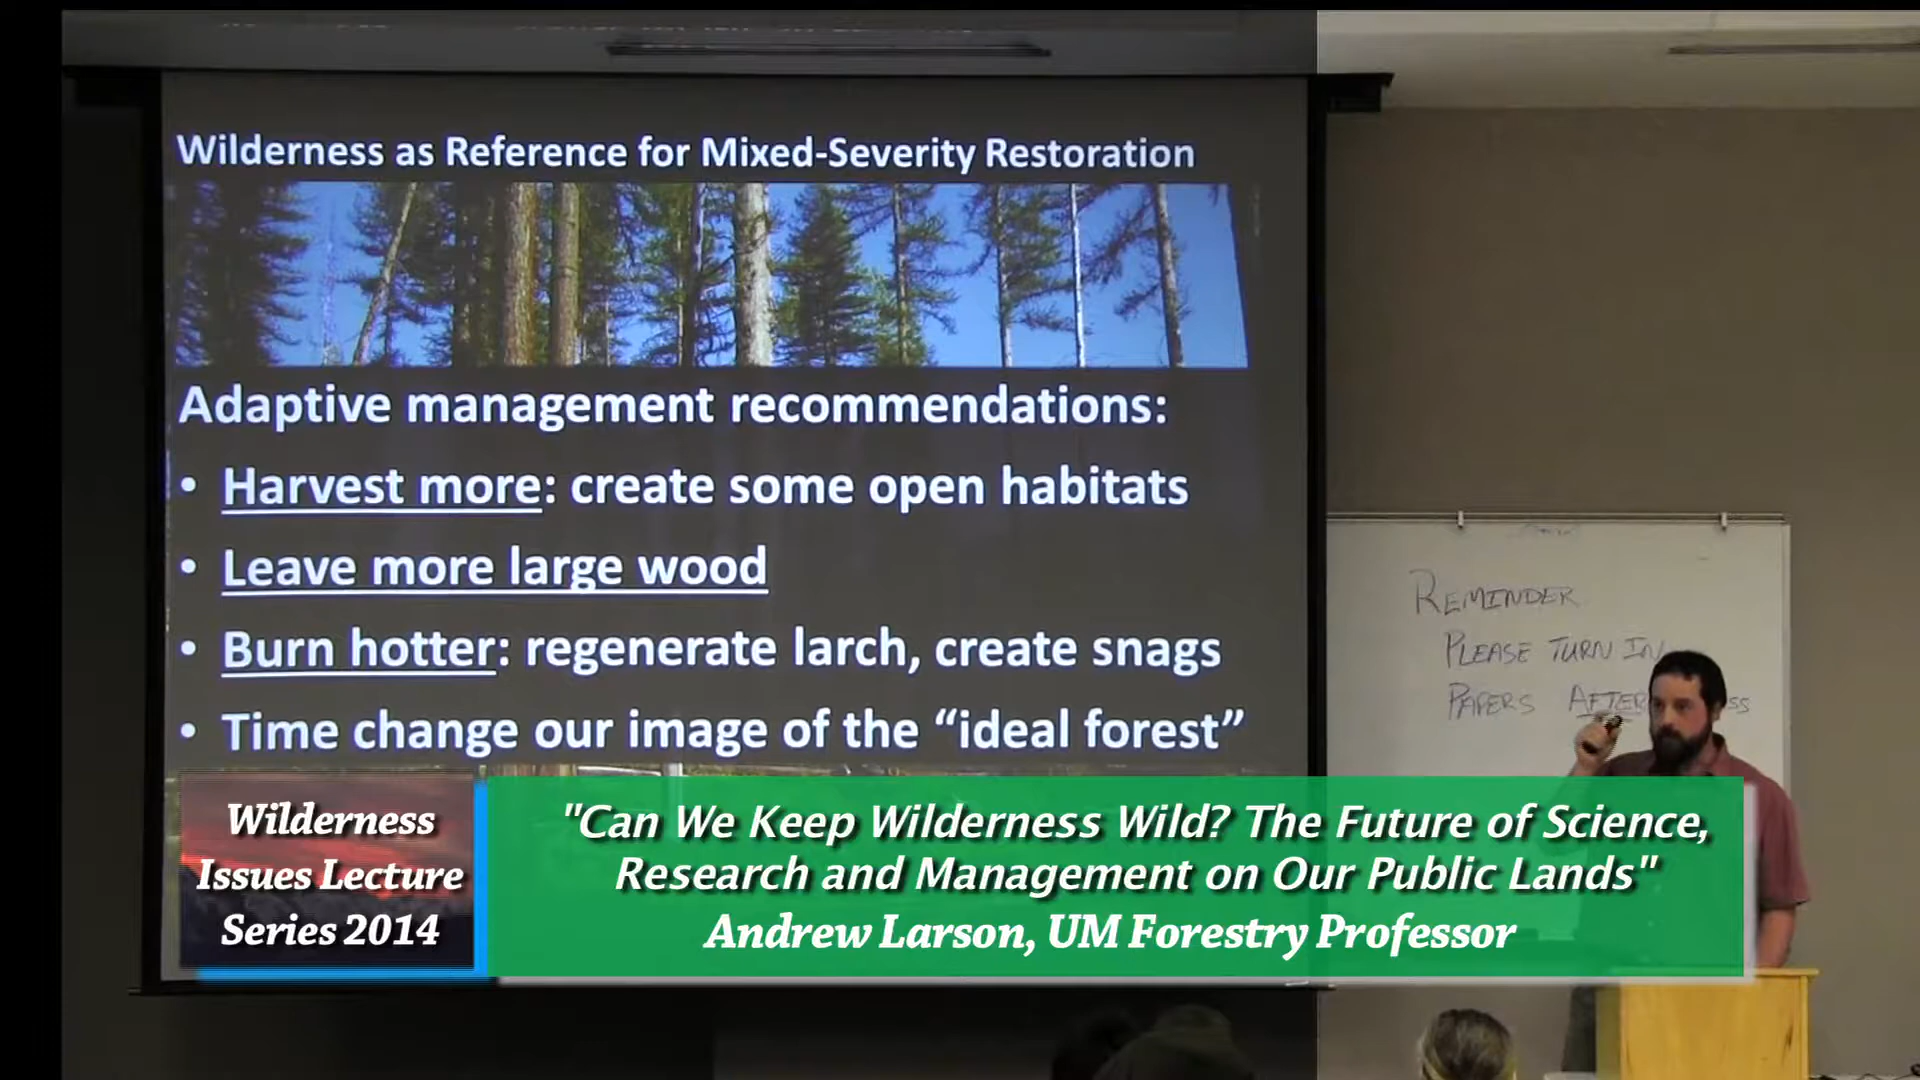 Wilderness as Reference for Mixed-Severity Restoration
Adaptive management recommendations:
• Harvest more: create some open habitats
• Leave more large wood
• Burn hotter: regenerate larch, create snags
• Time change our image of the “ideal forest”
REMINDER
PLEASE TURN IN
PAPERS AFTER
Wilderness
Issues Lecture
Series 2014
"Can We Keep Wilderness Wild? The Future of Science,
Research and Management on Our Public Lands"
Andrew Larson, UM Forestry Professor